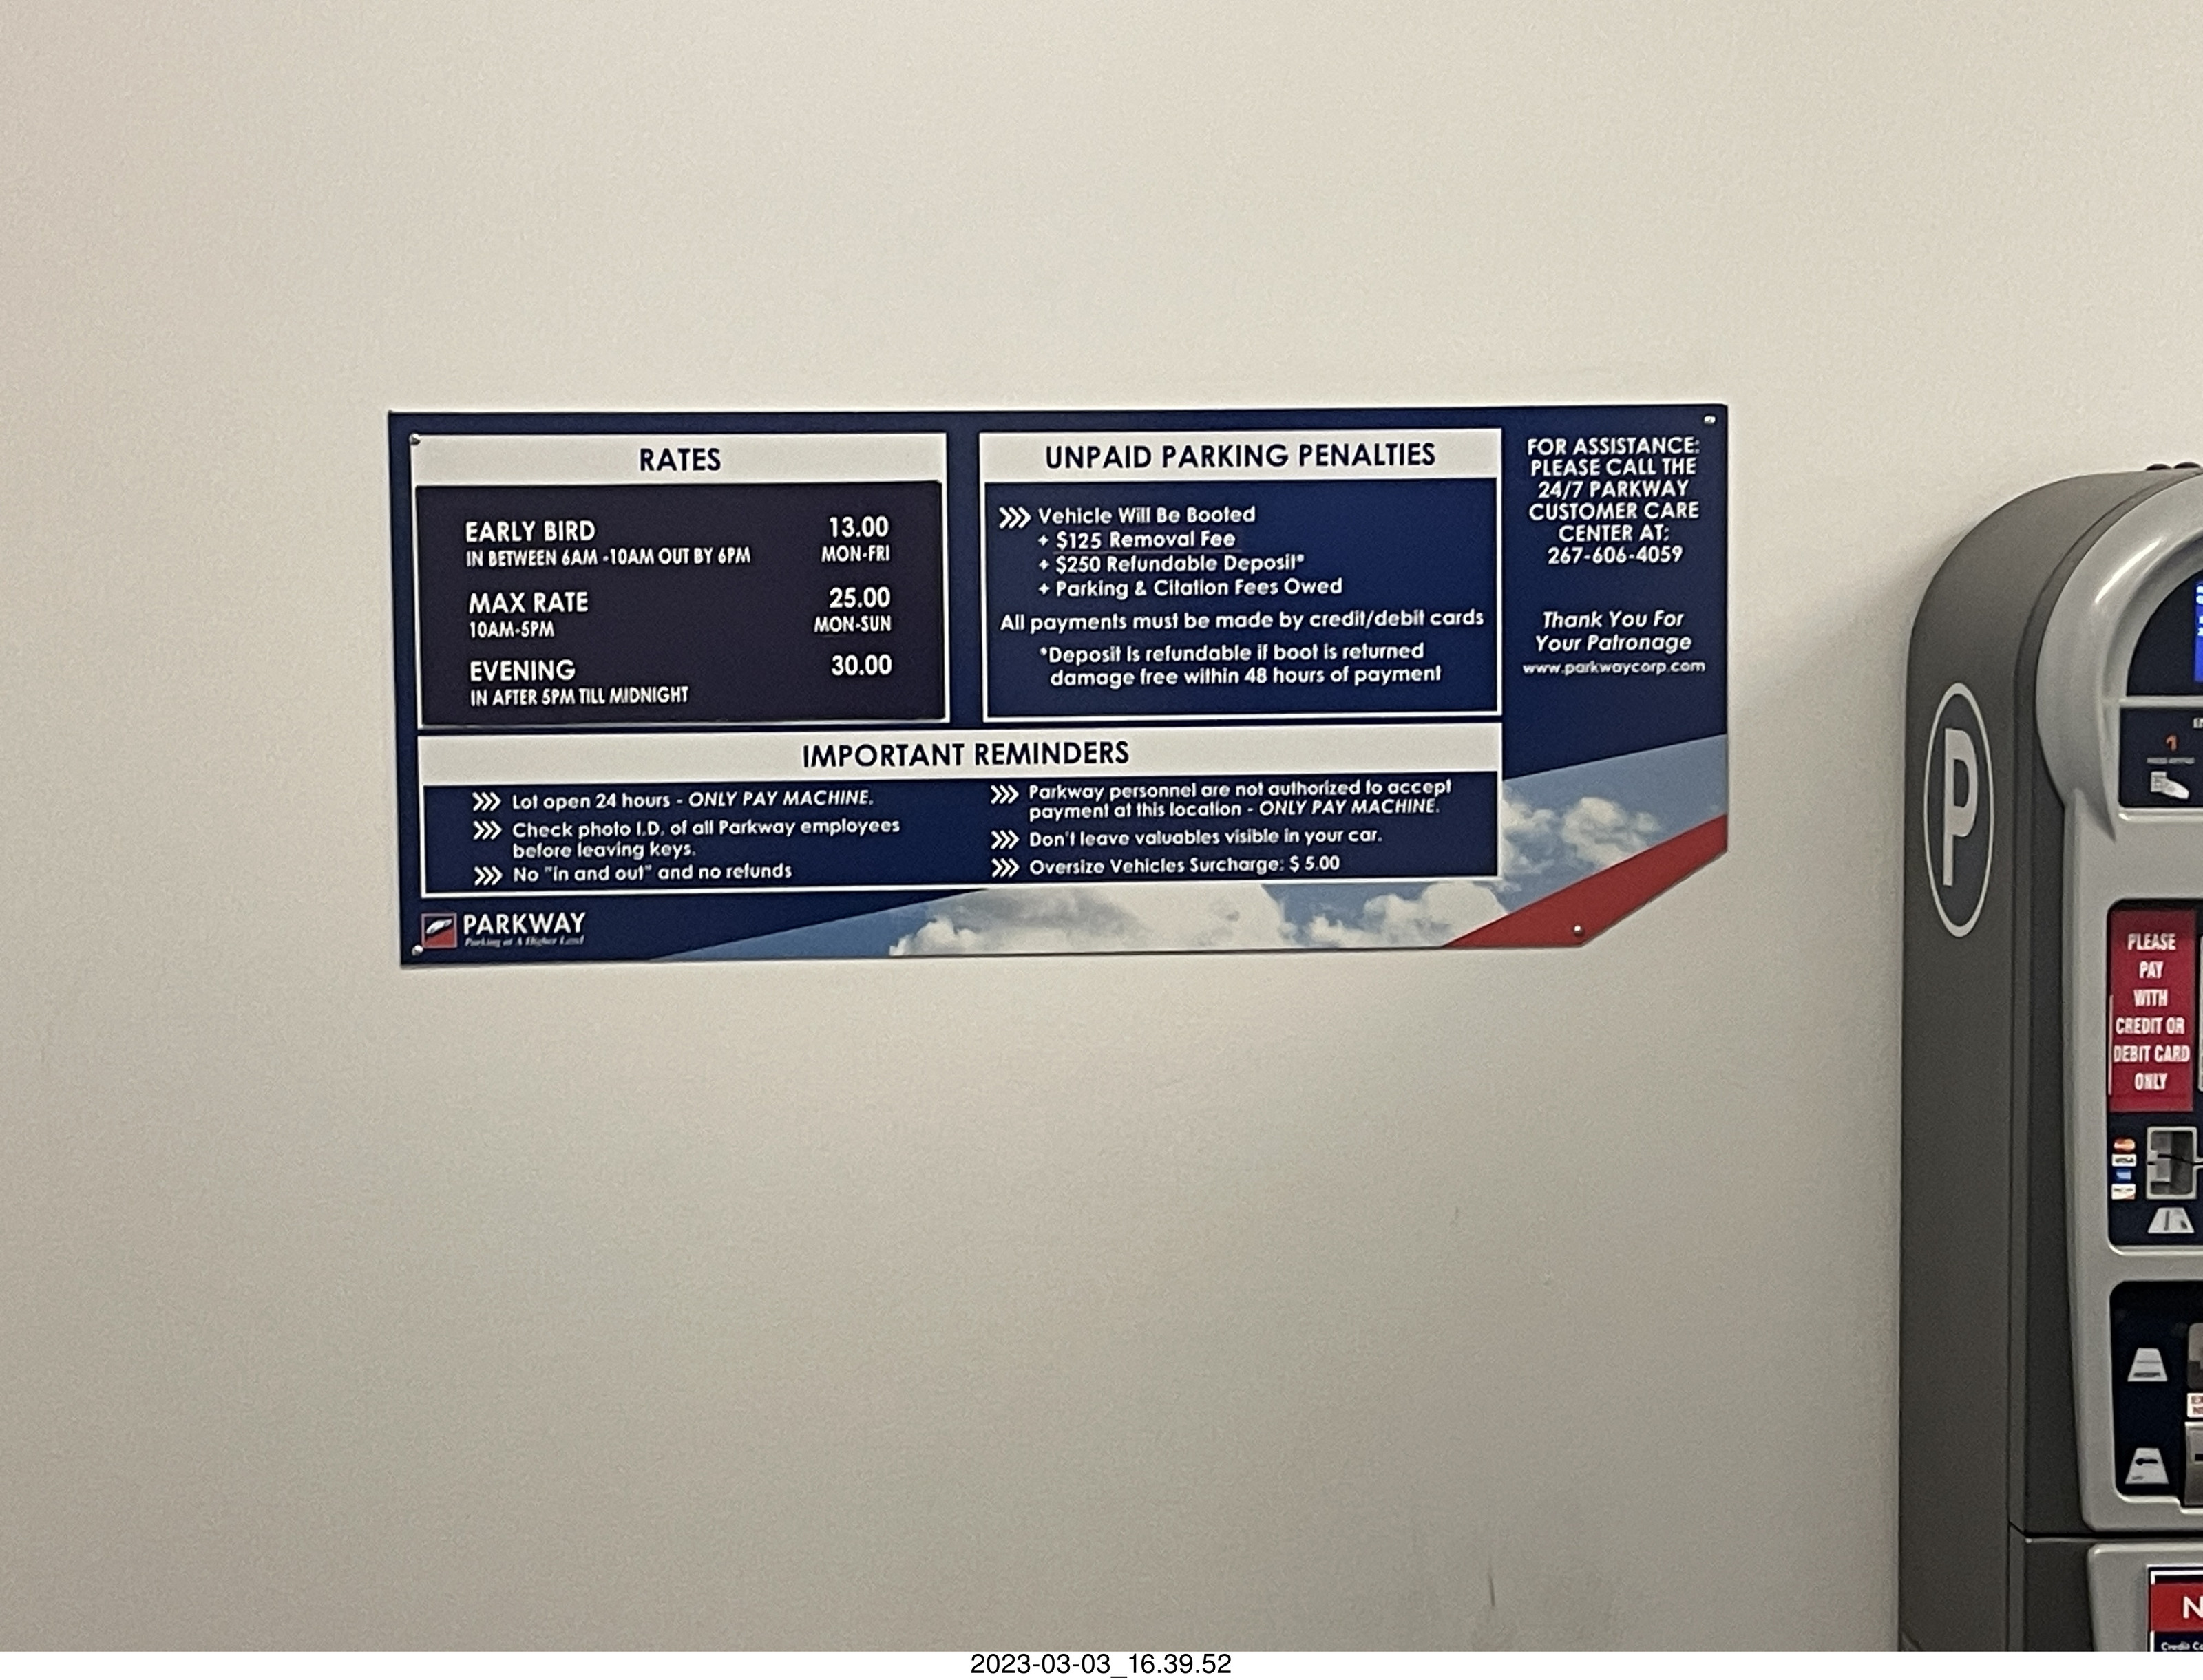 RATES
EARLY BIRD 13.00
IN BETWEEN 6AM -10AM OUT BY 6PM MON-FRI
MAX RATE 25.00
10AM-5PM MON-SUN
EVENING 30.00
IN AFTER 5PM TILL MIDNIGHT
UNPAID PARKING PENALTIES
>>> Vehicle Will Be Booted
+ $125 Removal Fee
+ $250 Refundable Deposit*
+ Parking & Citation Fees Owed
All payments must be made by credit/debit cards
*Deposit is refundable if boot is returned
damage free within 48 hours of payment
FOR ASSISTANCE:
PLEASE CALL THE
24/7 PARKWAY
CUSTOMER CARE
CENTER AT:
267-606-4059
Thank You For
Your Patronage
www.parkwaycorp.com
IMPORTANT REMINDERS
>>> Lot open 24 hours - ONLY PAY MACHINE.
>>> Check photo I.D. of all Parkway employees
before leaving keys.
>>> No "in and out" and no refunds
>>> Parkway personnel are not authorized to accept
payment at this location - ONLY PAY MACHINE.
>>> Don't leave valuables visible in your car.
>>> Oversize Vehicles Surcharge: $ 5.00
PARKWAY
Parking at A Higher Level
P
1
PLEASE
PAY
WITH
CREDIT OR
DEBIT CARD
ONLY
VISA
N
Credit
2023-03-03_16.39.52